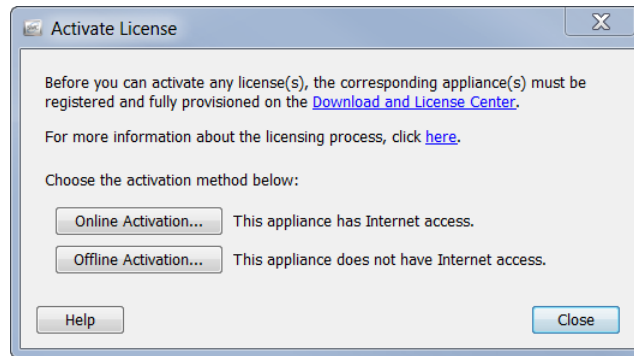 Activate License
Before you can activate any license(s), the corresponding appliance(s) must be
registered and fully provisioned on the Download and License Center.
For more information about the licensing process, click here.
Choose the activation method below:
Online Activation... This appliance has Internet access.
Offline Activation... This appliance does not have Internet access.
Help Close